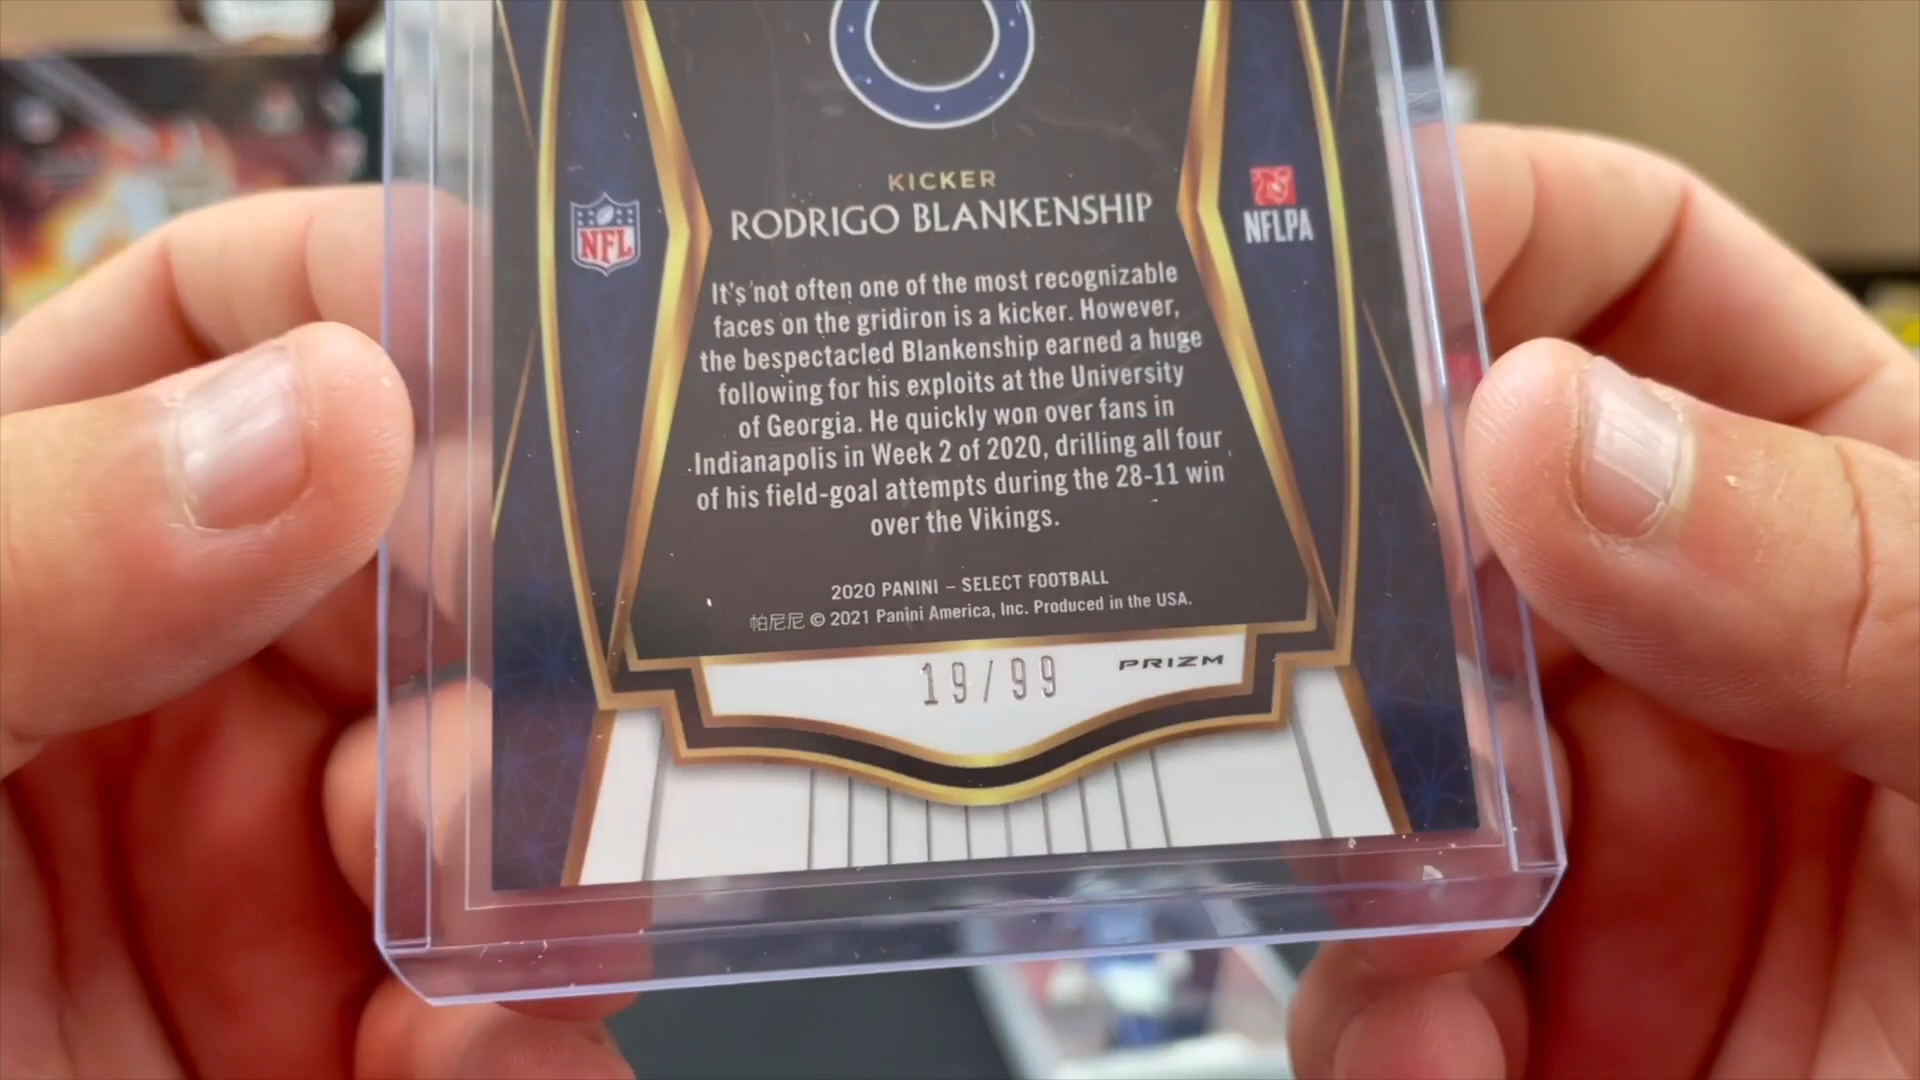 KICKER
RODRIGO BLANKENSHIP
NFL
NFLPA
It's not often one of the most recognizable
faces on the gridiron is a kicker. However,
the bespectacled Blankenship earned a huge
following for his exploits at the University
of Georgia. He quickly won over fans in
Indianapolis in Week 2 of 2020, drilling all four
of his field-goal attempts during the 28-11 win
over the Vikings.
2020 PANINI – SELECT FOOTBALL
帕尼尼 © 2021 Panini America, Inc. Produced in the USA.
19/99
PRIZM